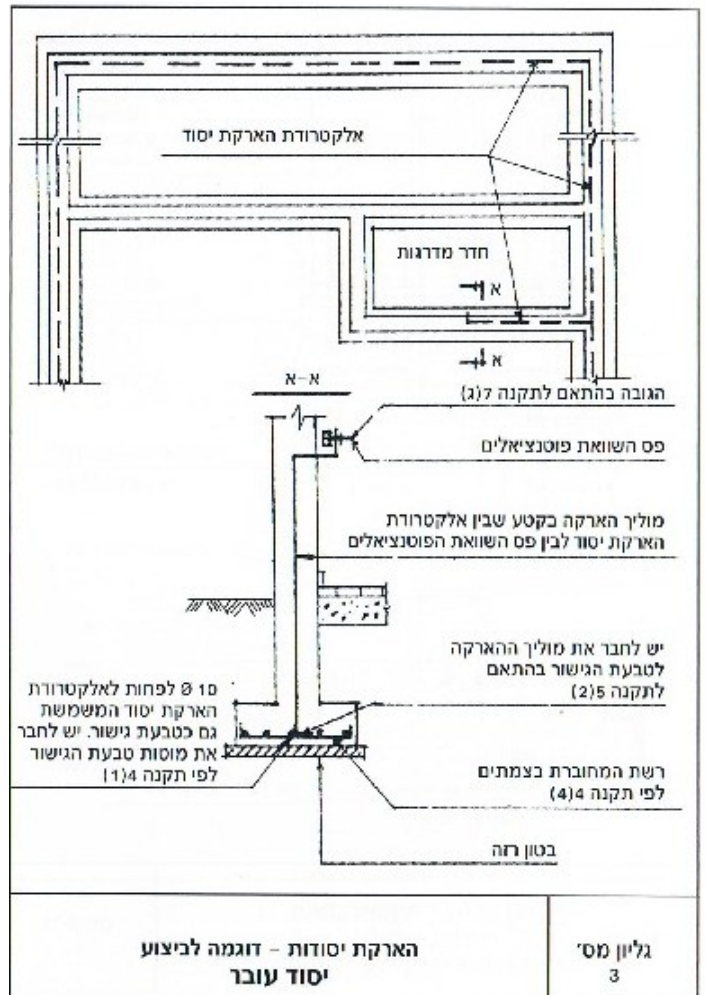 אלקטרודת הארקת יסוד
חדר מדרגות
א
א
א-א
הגובה בהתאם לתקנה 7(ג)
פס השוואת פוטנציאלים
מוליך הארקה בקטע שבין אלקטרודת
הארקת יסוד לבין פס השוואת הפוטנציאלים
יש לחבר את מוליך ההארקה
לטבעת הגישור בהתאם
לתקנה 5(2)
Ø 10 לפחות לאלקטרודת
הארקת יסוד המשמשת
גם כטבעת גישור. יש לחבר
את מוטות טבעת הגישור
לפי תקנה 4(1)
רשת המחוברת בצמתים
לפי תקנה 4(4)
בטון רזה
הארקת יסודות - דוגמה לביצוע
יסוד עובר
גליון מס'
3